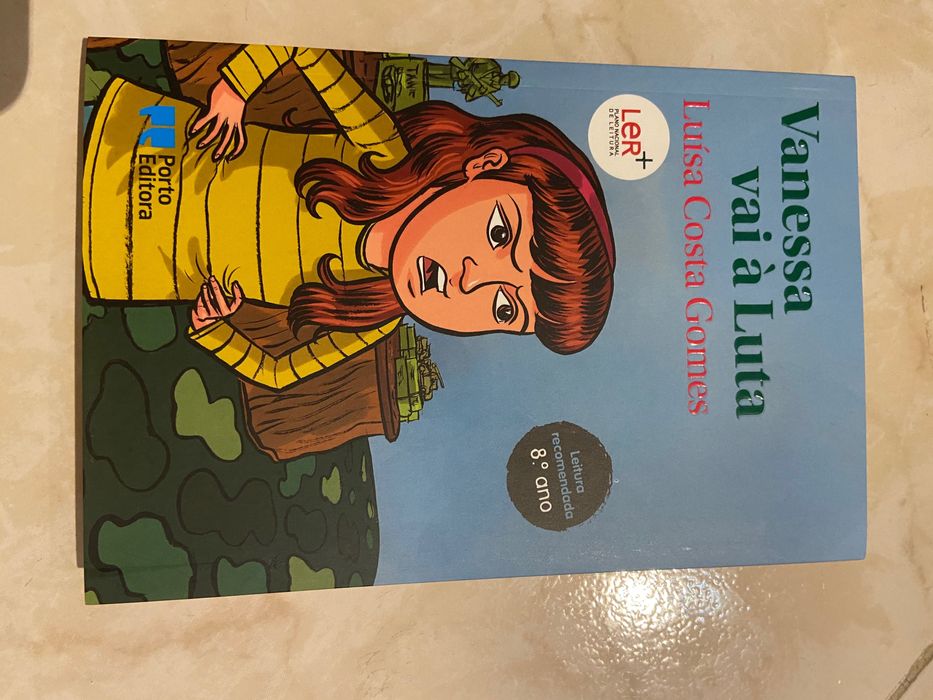 Vanessa
vai à Luta
Luísa Costa Gomes
LeR+
PLANO NACIONAL
DE LEITURA
TANK
Leitura
recomendada
8.º ano
Porto
Editora